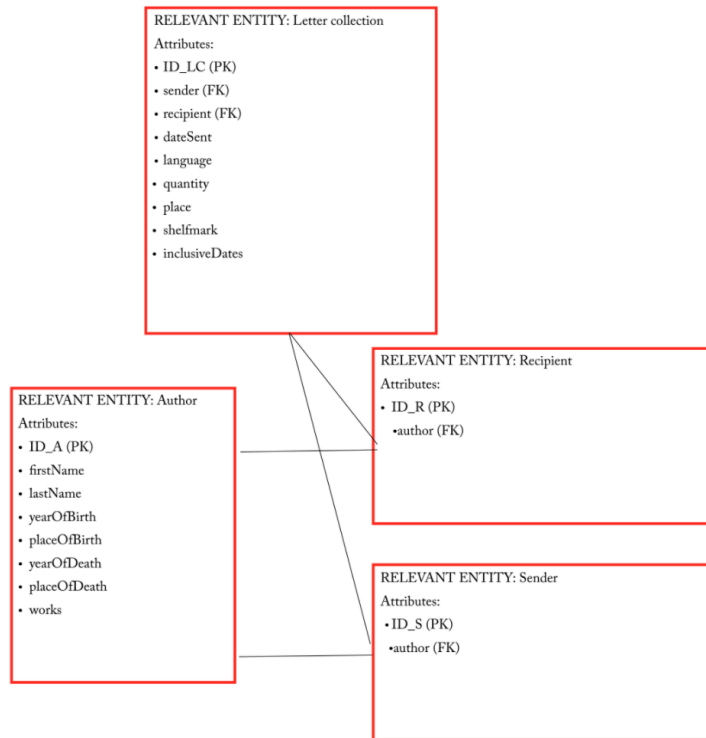 RELEVANT ENTITY: Letter collection
Attributes:
• ID_LC (PK)
• sender (FK)
• recipient (FK)
• dateSent
• language
• quantity
• place
• shelfmark
• inclusiveDates
RELEVANT ENTITY: Recipient
Attributes:
• ID_R (PK)
•author (FK)
RELEVANT ENTITY: Author
Attributes:
• ID_A (PK)
• firstName
• lastName
• yearOfBirth
• placeOfBirth
• yearOfDeath
• placeOfDeath
• works
RELEVANT ENTITY: Sender
Attributes:
• ID_S (PK)
•author (FK)